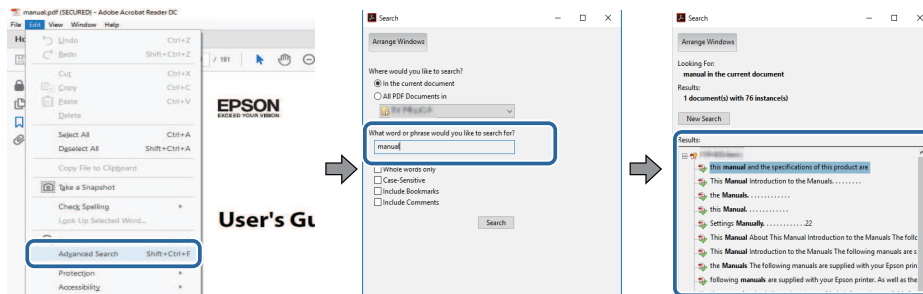 manual.pdf (SECURED) - Adobe Acrobat Reader DC
File Edit View Window Help
Undo Ctrl+Z
Redo Shift+Ctrl+Z
Cut Ctrl+X
Copy Ctrl+C
Paste Ctrl+V
Delete
Select All Ctrl+A
Deselect All Shift+Ctrl+A
Copy File to Clipboard
Take a Snapshot
Check Spelling
Look Up Selected Word...
Advanced Search Shift+Ctrl+F
Protection
Accessibility
/ 191
EPSON
EXCEED YOUR VISION
User's Gu
Search
Arrange Windows
Where would you like to search?
In the current document
All PDF Documents in
What word or phrase would you like to search for?
manual
Whole words only
Case-Sensitive
Include Bookmarks
Include Comments
Search
Search
Arrange Windows
Looking For:
manual in the current document
Results:
1 document(s) with 76 instance(s)
New Search
Results:
this manual and the specifications of this product are
This Manual Introduction to the Manuals. . . . . . . . .
the Manuals. . . . . . . . . . . . .
this Manual. . . . . . . . . . . . .
Settings Manually. . . . . . . . . . . . .22
This Manual About This Manual Introduction to the Manuals The follo
This Manual Introduction to the Manuals The following manuals are s
the Manuals The following manuals are supplied with your Epson prin
following manuals are supplied with your Epson printer. As well as the